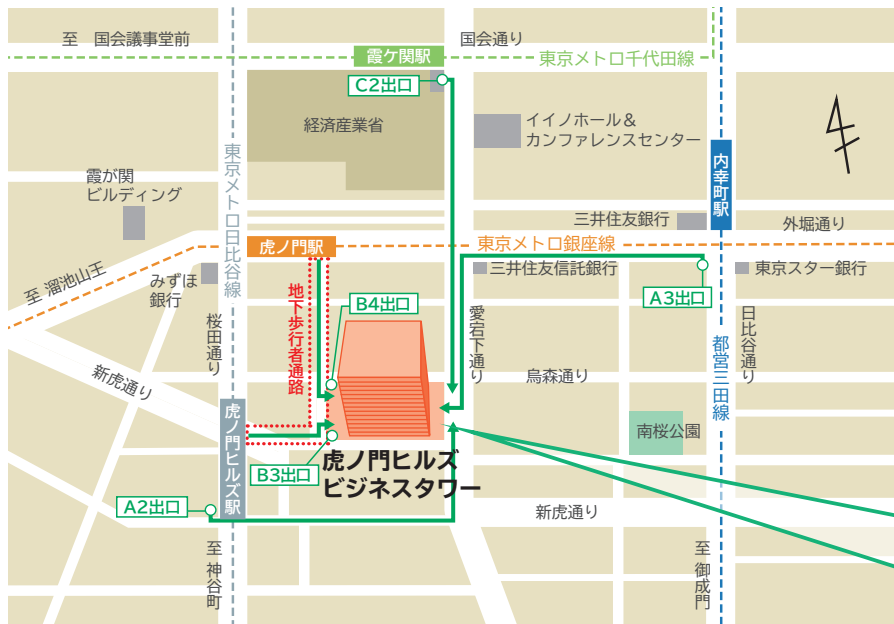 至 国会議事堂前
国会通り
霞ケ関駅
東京メトロ千代田線
C2出口
経済産業省
イイノホール＆
カンファレンスセンター
東京メトロ日比谷線
内幸町駅
霞が関
ビルディング
三井住友銀行
外堀通り
虎ノ門駅
東京メトロ銀座線
至 溜池山王
みずほ
銀行
三井住友信託銀行
東京スター銀行
地下歩行者通路
B4出口
A3出口
桜田通り
愛宕下通り
日比谷通り
都営三田線
新虎通り
烏森通り
虎ノ門ヒルズ駅
南桜公園
B3出口
虎ノ門ヒルズ
ビジネスタワー
A2出口
新虎通り
至 神谷町
至 御成門